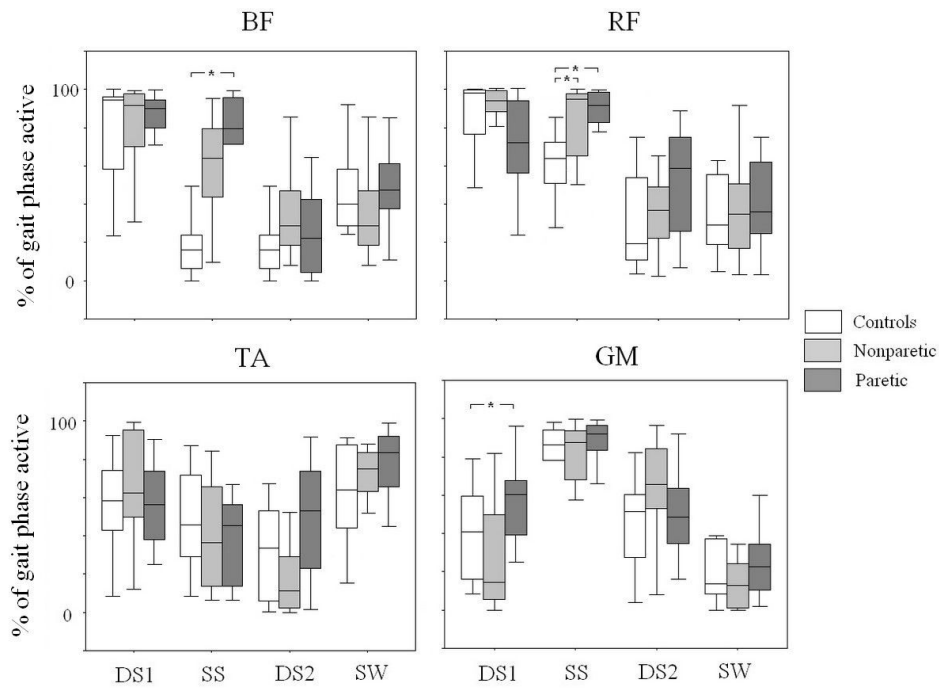 BF
RF
% of gait phase active
100
0
*
* *
Controls
Nonparetic
Paretic
TA
GM
% of gait phase active
100
0
*
DS1 SS DS2 SW
DS1 SS DS2 SW